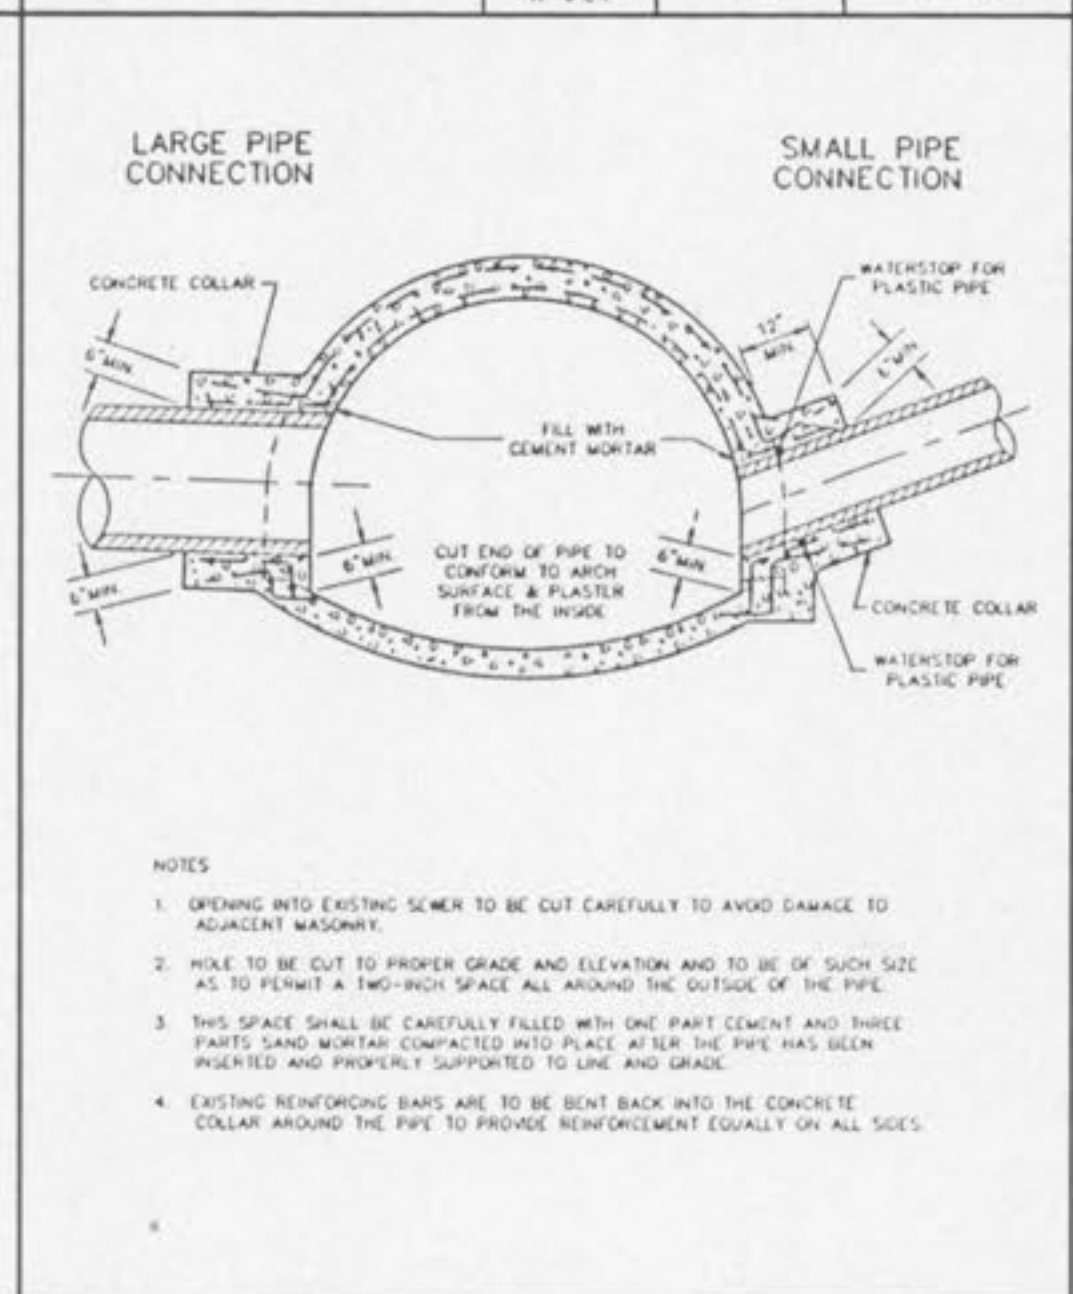 LARGE PIPE
CONNECTION
SMALL PIPE
CONNECTION
CONCRETE COLLAR
WATERSTOP FOR
PLASTIC PIPE
6" MIN.
12"
MIN.
FILL WITH
CEMENT MORTAR
6" MIN.
CUT END OF PIPE TO
CONFORM TO ARCH
SURFACE & PLASTER
FROM THE INSIDE
6" MIN.
MIN.
CONCRETE COLLAR
WATERSTOP FOR
PLASTIC PIPE
NOTES
1. OPENING INTO EXISTING SEWER TO BE CUT CAREFULLY TO AVOID DAMAGE TO
ADJACENT MASONRY.
2. HOLE TO BE CUT TO PROPER GRADE AND ELEVATION AND TO BE OF SUCH SIZE
AS TO PERMIT A TWO-INCH SPACE ALL AROUND THE OUTSIDE OF THE PIPE.
3 THIS SPACE SHALL BE CAREFULLY FILLED WITH ONE PART CEMENT AND THREE
PARTS SAND MORTAR COMPACTED INTO PLACE AFTER THE PIPE HAS BEEN
INSERTED AND PROPERLY SUPPORTED TO LINE AND GRADE.
4. EXISTING REINFORCING BARS ARE TO BE BENT BACK INTO THE CONCRETE
COLLAR AROUND THE PIPE TO PROVIDE REINFORCEMENT EQUALLY ON ALL SIDES.